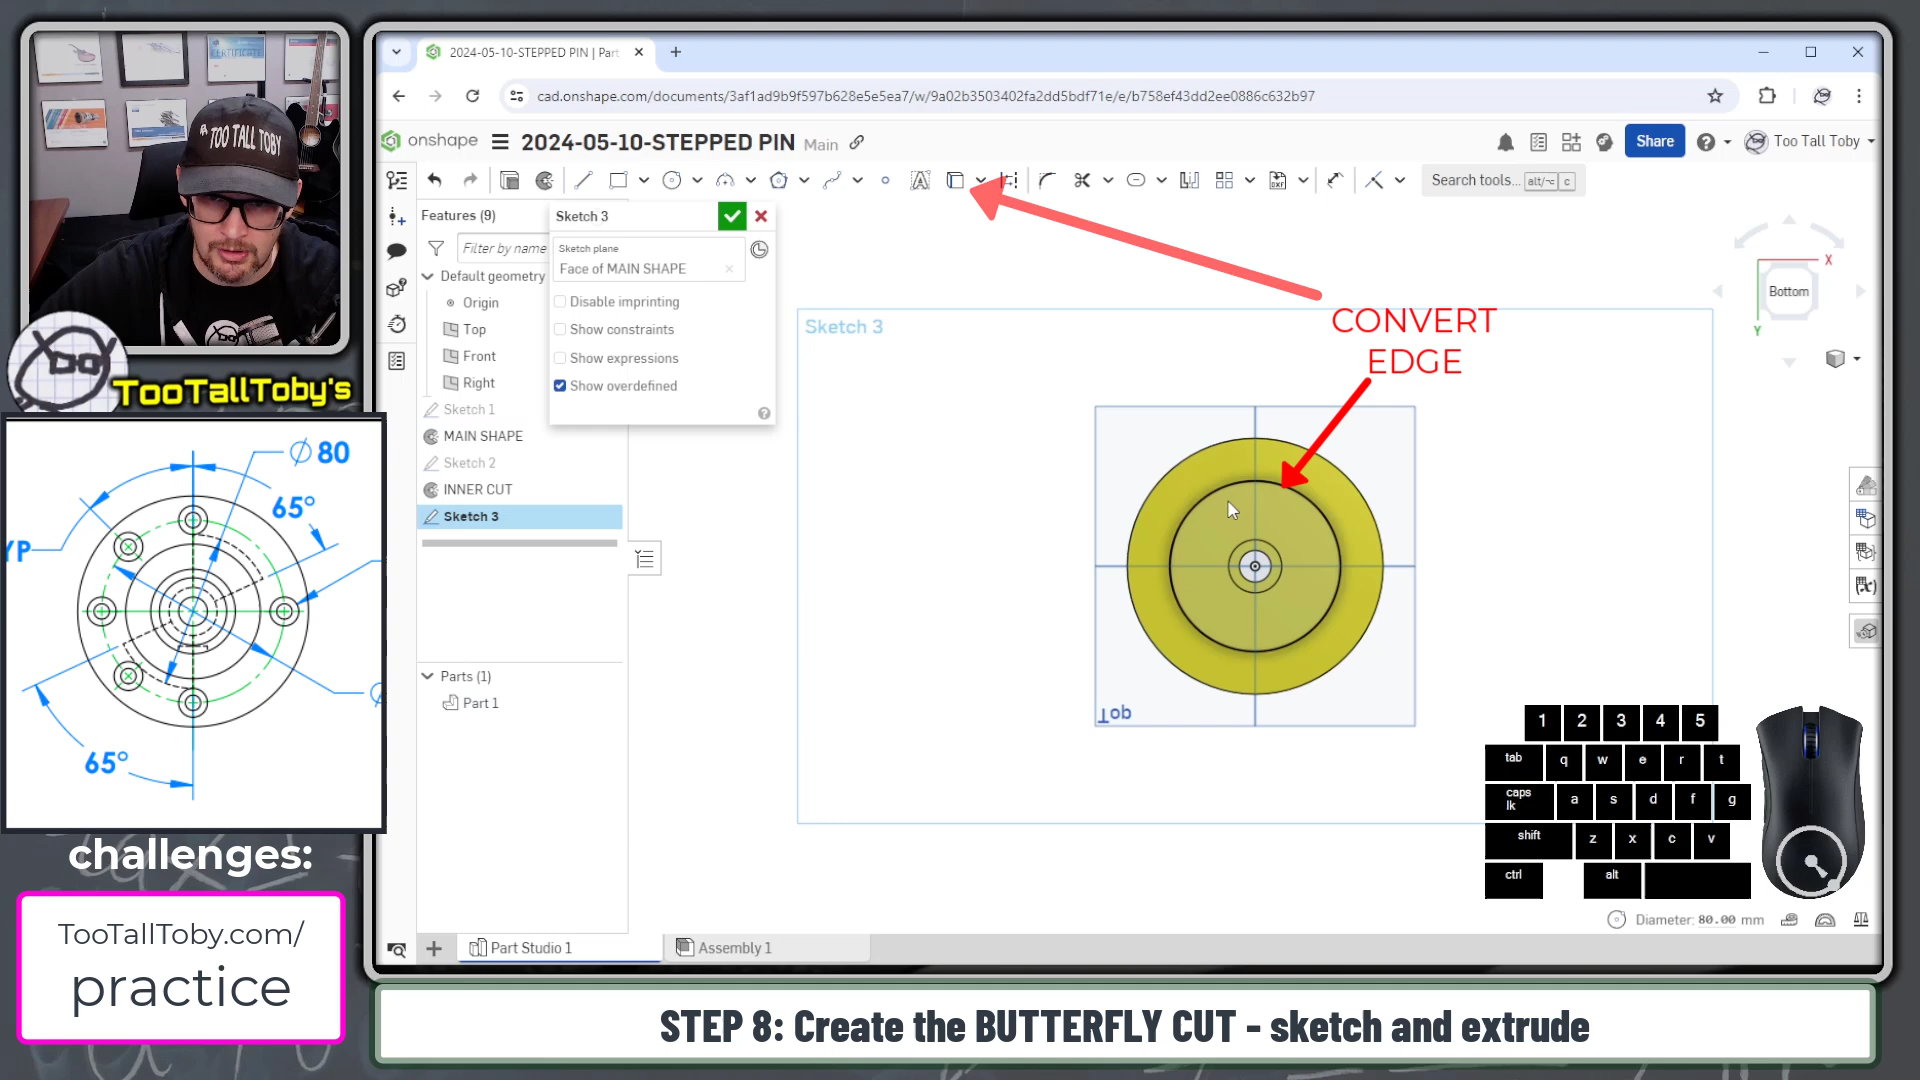 2024-05-10-STEPPED PIN | Part
cad.onshape.com/documents/3af1ad9b9f597b628e5e5ea7/w/9a02b3503402fa2dd5bdf71e/e/b758ef43dd2ee0886c632b97
onshape
2024-05-10-STEPPED PIN Main
Share
Too Tall Toby
Search tools... alt/⌥ c
Features (9)
Filter by name
Default geometry
Origin
Top
Front
Right
Sketch 1
MAIN SHAPE
Sketch 2
INNER CUT
Sketch 3
Parts (1)
Part 1
Sketch 3
Sketch plane
Face of MAIN SHAPE
Disable imprinting
Show constraints
Show expressions
Show overdefined
Sketch 3
CONVERT
EDGE
Top
X
Bottom
Y
1 2 3 4 5
tab q w e r t
caps lk a s d f g
shift z x c v
ctrl alt
Diameter: 80.00 mm
Part Studio 1
Assembly 1
TOO TALL TOBY
CERTIFICATE
TooTallToby's
Ø 80
65°
YP
65°
Ø
challenges:
TooTallToby.com/
practice
STEP 8: Create the BUTTERFLY CUT - sketch and extrude